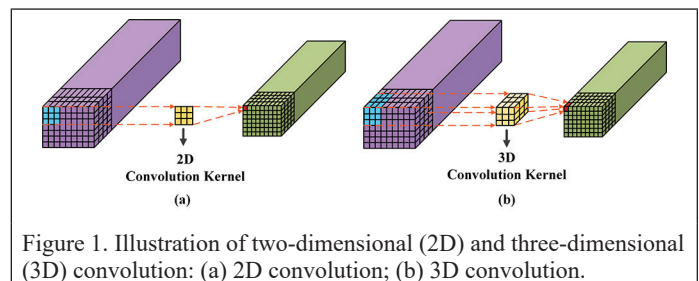 2D
Convolution Kernel
(a)
3D
Convolution Kernel
(b)
Figure 1. Illustration of two-dimensional (2D) and three-dimensional
(3D) convolution: (a) 2D convolution; (b) 3D convolution.